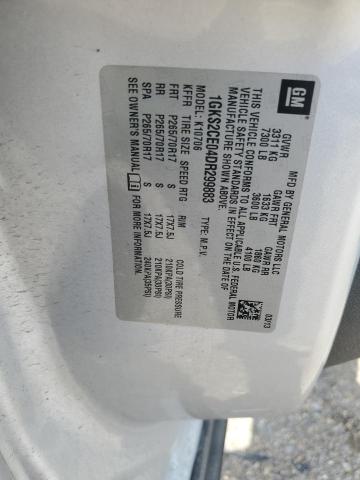 GM
MFD BY GENERAL MOTORS LLC
GVWR GAWR FRT GAWR RR
3311 KG 1633 KG 1860 KG
7300 LB 3600 LB 4100 LB
03/13
THIS VEHICLE CONFORMS TO ALL APPLICABLE U.S. FEDERAL MOTOR
VEHICLE SAFETY STANDARDS IN EFFECT ON THE DATE OF
MANUFACTURE SHOWN ABOVE.
1GKS2CE04DR299883 TYPE: M.P.V.
MODEL: K10706
KFFR TIRE SIZE SPEED RTG RIM COLD TIRE PRESSURE
FRT P265/70R17 S 17X7.5J 210KPA(30PSI)
RR P265/70R17 S 17X7.5J 210KPA(30PSI)
SPA P265/70R17 S 17X7.5J 240KPA(35PSI)
SEE OWNER'S MANUAL FOR MORE INFORMATION.